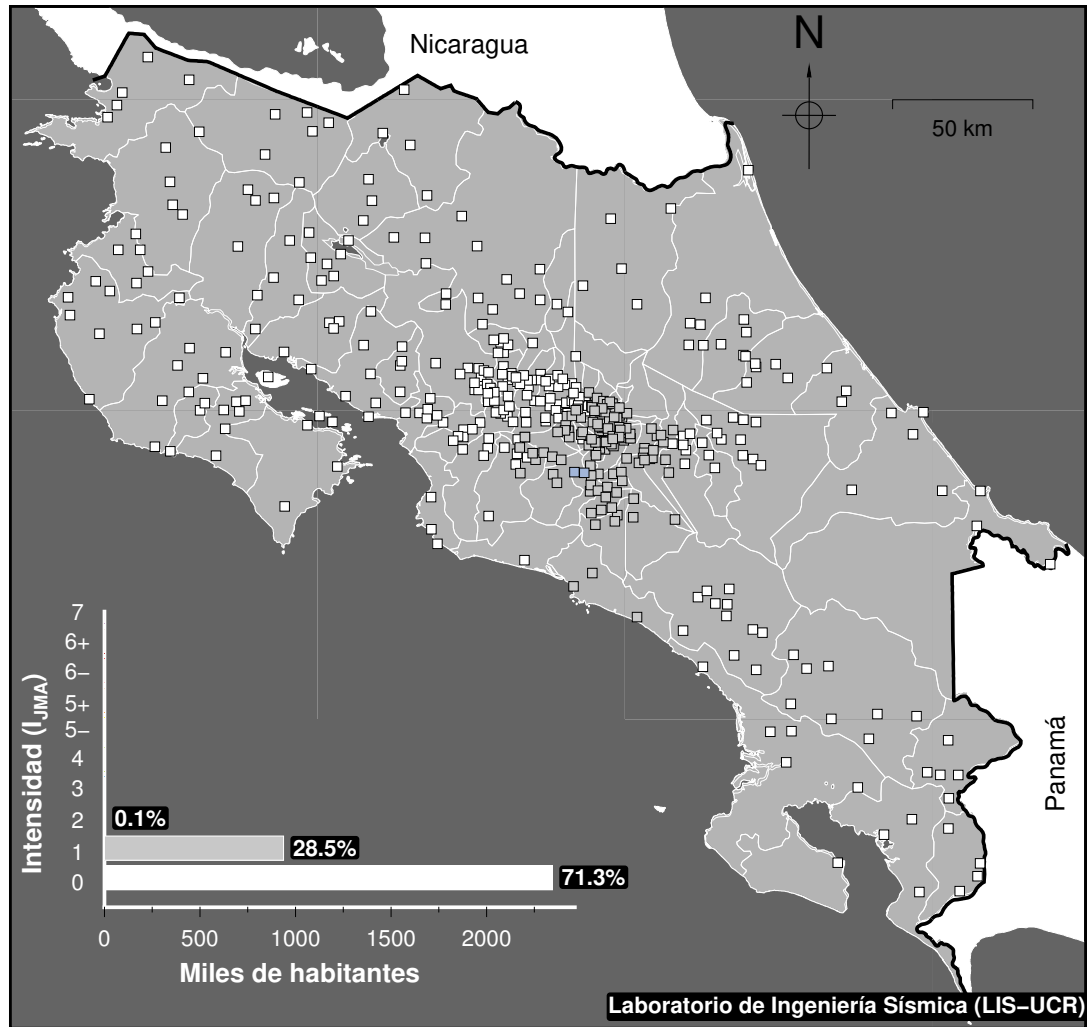 Nicaragua
N
50 km
Panamá
Intensidad (I_JMA)
7
6+
6−
5+
5−
4
3
2
1
0
0.1%
28.5%
71.3%
0
500
1000
1500
2000
Miles de habitantes
Laboratorio de Ingeniería Sísmica (LIS−UCR)